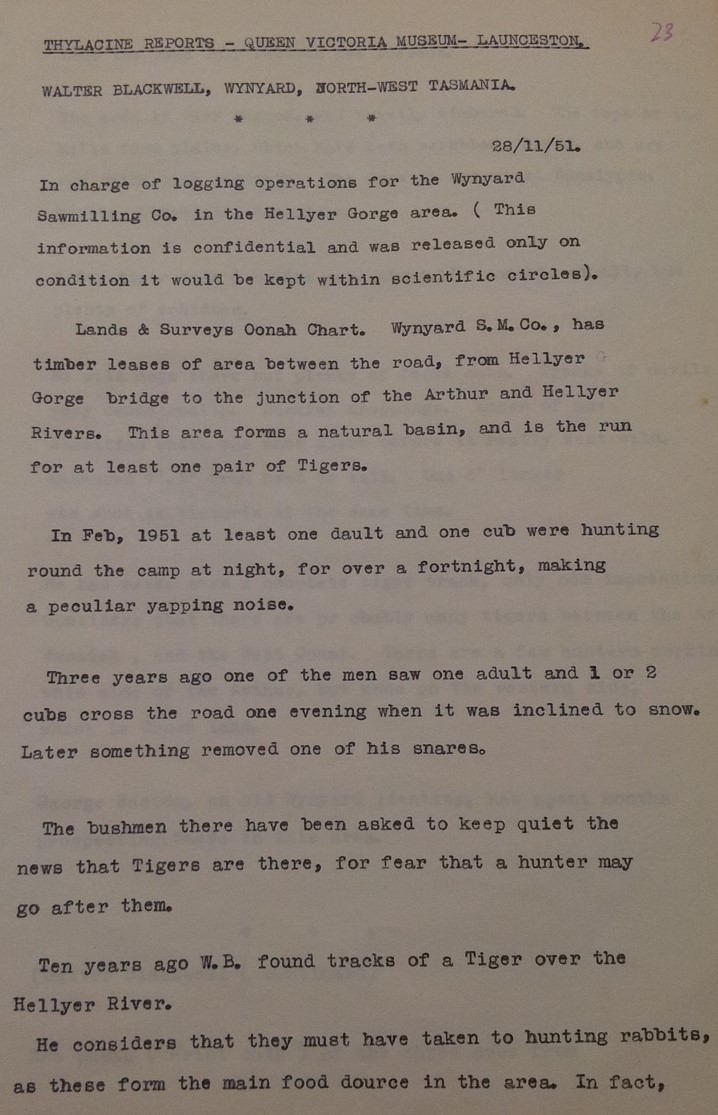 23
THYLACINE REPORTS - QUEEN VICTORIA MUSEUM- LAUNCESTON.
WALTER BLACKWELL, WYNYARD, NORTH-WEST TASMANIA.
* * *
28/11/51.
In charge of logging operations for the Wynyard
Sawmilling Co. in the Hellyer Gorge area. ( This
information is confidential and was released only on
condition it would be kept within scientific circles).
Lands & Surveys Oonah Chart. Wynyard S.M.Co., has
timber leases of area between the road, from Hellyer
Gorge bridge to the junction of the Arthur and Hellyer
Rivers. This area forms a natural basin, and is the run
for at least one pair of Tigers.
In Feb, 1951 at least one dault and one cub were hunting
round the camp at night, for over a fortnight, making
a peculiar yapping noise.
Three years ago one of the men saw one adult and 1 or 2
cubs cross the road one evening when it was inclined to snow.
Later something removed one of his snares.
The bushmen there have been asked to keep quiet the
news that Tigers are there, for fear that a hunter may
go after them.
Ten years ago W.B. found tracks of a Tiger over the
Hellyer River.
He considers that they must have taken to hunting rabbits,
as these form the main food dource in the area. In fact,